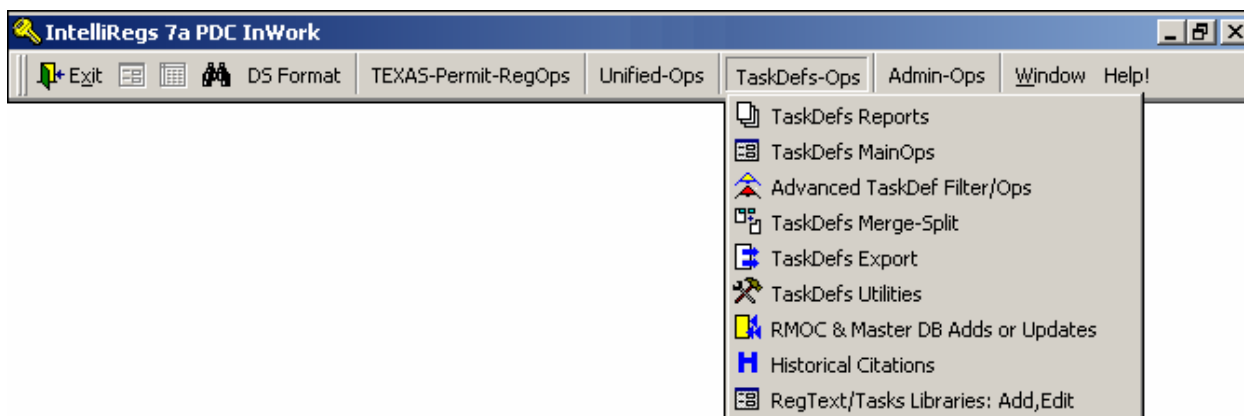 IntelliRegs 7a PDC InWork
Exit DS Format TEXAS-Permit-RegOps Unified-Ops TaskDefs-Ops Admin-Ops Window Help!
TaskDefs Reports
TaskDefs MainOps
Advanced TaskDef Filter/Ops
TaskDefs Merge-Split
TaskDefs Export
TaskDefs Utilities
RMOC & Master DB Adds or Updates
H Historical Citations
RegText/Tasks Libraries: Add,Edit